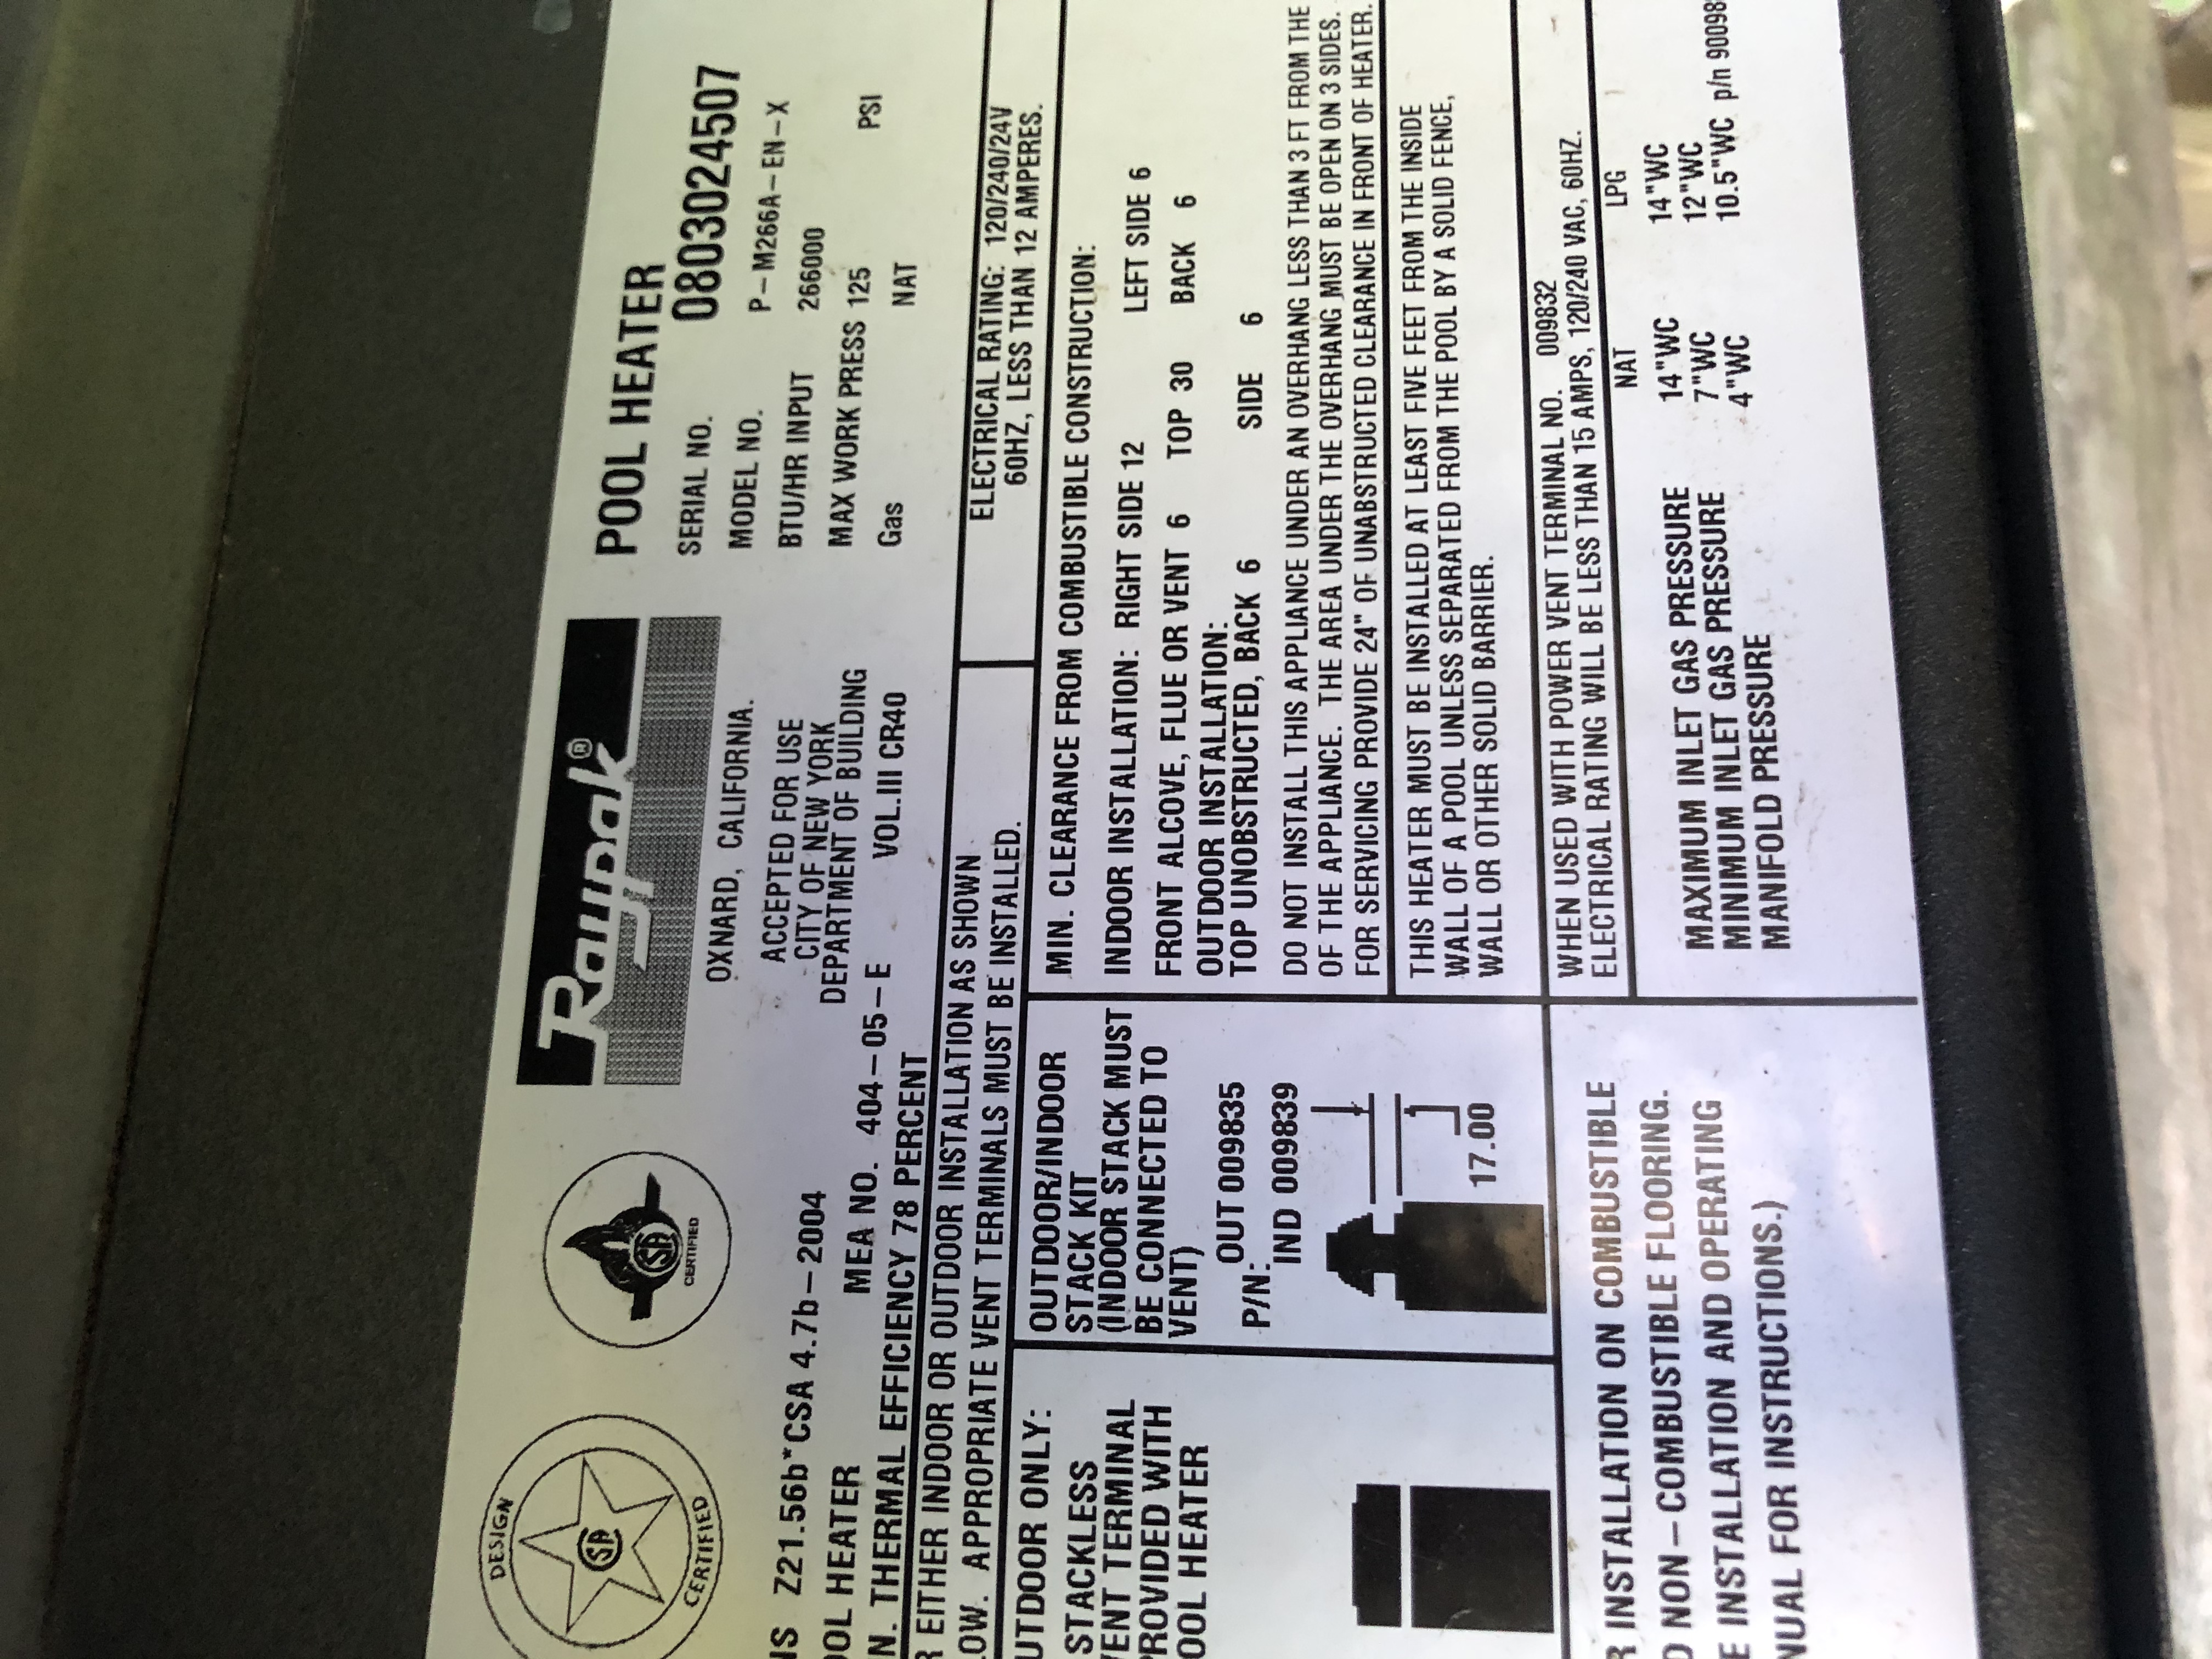 DESIGN
CSA
CERTIFIED
CSA
CERTIFIED
Raypak®
OXNARD, CALIFORNIA.
POOL HEATER
SERIAL NO. 0803024507
MODEL NO. P-M266A-EN-X
BTU/HR INPUT 266000
MAX WORK PRESS 125 PSI
Gas NAT
ACCEPTED FOR USE
CITY OF NEW YORK
DEPARTMENT OF BUILDING
MEA NO. 404-05-E VOL.III CR40
Z21.56b*CSA 4.7b-2004
HEATER
THERMAL EFFICIENCY 78 PERCENT
EITHER INDOOR OR OUTDOOR INSTALLATION AS SHOWN
APPROPRIATE VENT TERMINALS MUST BE INSTALLED.
ELECTRICAL RATING: 120/240/24V
60HZ, LESS THAN 12 AMPERES.
ONLY:
STACKLESS
TERMINAL
WITH
HEATER
OUTDOOR/INDOOR
STACK KIT
(INDOOR STACK MUST
BE CONNECTED TO
VENT)
P/N: OUT 009835
IND 009839
17.00
MIN. CLEARANCE FROM COMBUSTIBLE CONSTRUCTION:
INDOOR INSTALLATION: RIGHT SIDE 12 LEFT SIDE 6
FRONT ALCOVE, FLUE OR VENT 6 TOP 30 BACK 6
OUTDOOR INSTALLATION:
TOP UNOBSTRUCTED, BACK 6 SIDE 6
DO NOT INSTALL THIS APPLIANCE UNDER AN OVERHANG LESS THAN 3 FT FROM THE
OF THE APPLIANCE. THE AREA UNDER THE OVERHANG MUST BE OPEN ON 3 SIDES.
FOR SERVICING PROVIDE 24" OF UNABSTRUCTED CLEARANCE IN FRONT OF HEATER.
THIS HEATER MUST BE INSTALLED AT LEAST FIVE FEET FROM THE INSIDE
WALL OF A POOL UNLESS SEPARATED FROM THE POOL BY A SOLID FENCE,
WALL OR OTHER SOLID BARRIER.
INSTALLATION ON COMBUSTIBLE
NON-COMBUSTIBLE FLOORING.
INSTALLATION AND OPERATING
FOR INSTRUCTIONS.)
WHEN USED WITH POWER VENT TERMINAL NO. 009832
ELECTRICAL RATING WILL BE LESS THAN 15 AMPS, 120/240 VAC, 60HZ.
NAT LPG
MAXIMUM INLET GAS PRESSURE 14"WC 14"WC
MINIMUM INLET GAS PRESSURE 7"WC 12"WC
MANIFOLD PRESSURE 4"WC 10.5"WC p/n